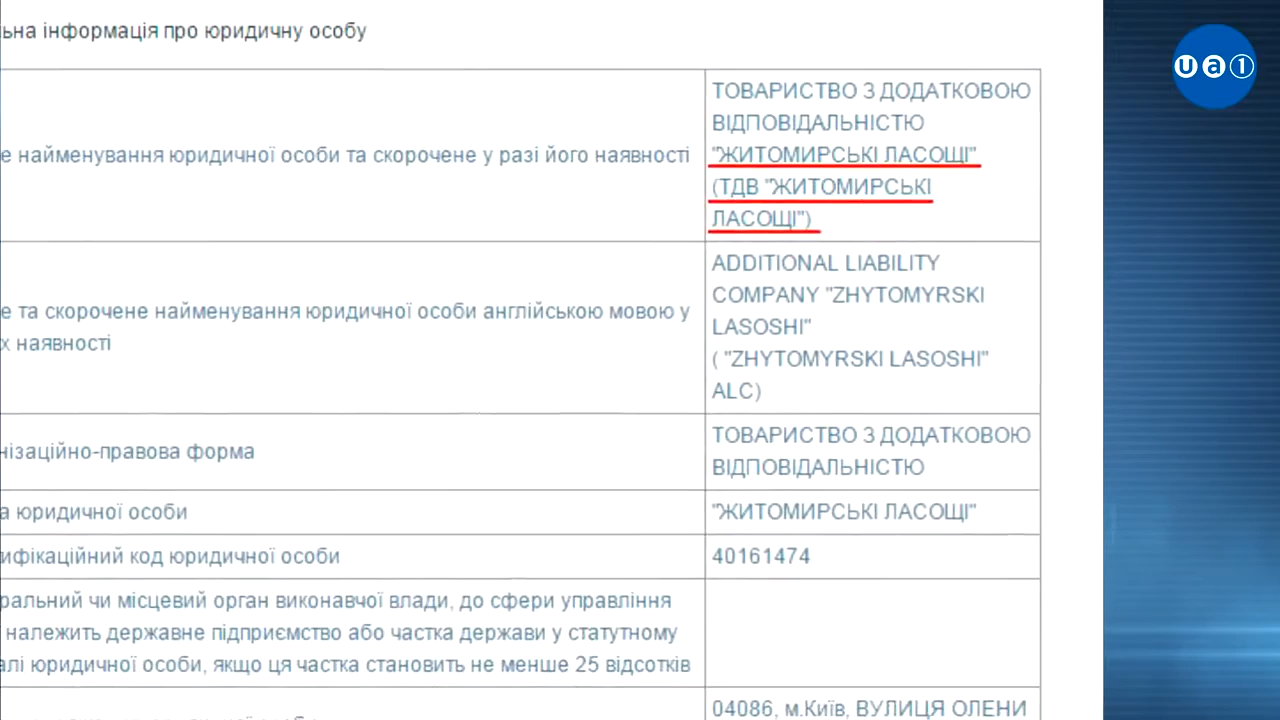 ьна інформація про юридичну особу
ТОВАРИСТВО З ДОДАТКОВОЮ
ВІДПОВІДАЛЬНІСТЮ
е найменування юридичної особи та скорочене у разі його наявності
"ЖИТОМИРСЬКІ ЛАСОЩІ"
(ТДВ "ЖИТОМИРСЬКІ
ЛАСОЩІ")
ADDITIONAL LIABILITY
COMPANY "ZHYTOMYRSKI
е та скорочене найменування юридичної особи англійською мовою у
х наявності
LASOSHI"
( "ZHYTOMYRSKI LASOSHI"
ALC)
нізаційно-правова форма
ТОВАРИСТВО З ДОДАТКОВОЮ
ВІДПОВІДАЛЬНІСТЮ
а юридичної особи
"ЖИТОМИРСЬКІ ЛАСОЩІ"
ифікаційний код юридичної особи
40161474
ральний чи місцевий орган виконавчої влади, до сфери управління
ї належить державне підприємство або частка держави у статутному
алі юридичної особи, якщо ця частка становить не менше 25 відсотків
04086, м.Київ, ВУЛИЦЯ ОЛЕНИ
ua1